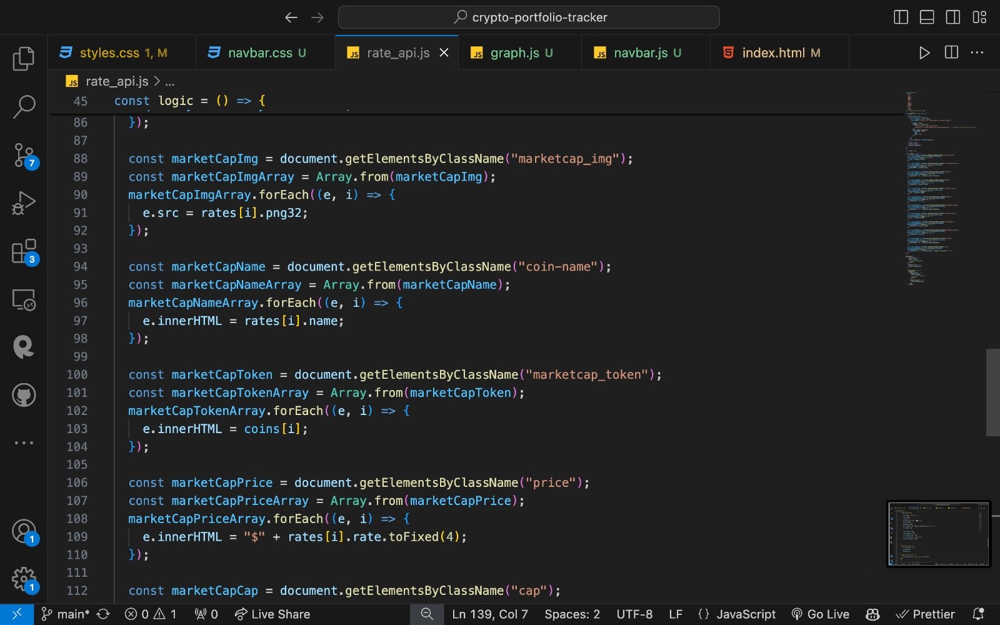 crypto-portfolio-tracker
styles.css 1, M
navbar.css U
JS rate_api.js
JS graph.js U
JS navbar.js U
index.html M
JS rate_api.js > ...
45 const logic = () => {
86 });
87
88 const marketCapImg = document.getElementsByClassName("marketcap_img");
89 const marketCapImgArray = Array.from(marketCapImg);
90 marketCapImgArray.forEach((e, i) => {
91 e.src = rates[i].png32;
92 });
93
94 const marketCapName = document.getElementsByClassName("coin-name");
95 const marketCapNameArray = Array.from(marketCapName);
96 marketCapNameArray.forEach((e, i) => {
97 e.innerHTML = rates[i].name;
98 });
99
100 const marketCapToken = document.getElementsByClassName("marketcap_token");
101 const marketCapTokenArray = Array.from(marketCapToken);
102 marketCapTokenArray.forEach((e, i) => {
103 e.innerHTML = coins[i];
104 });
105
106 const marketCapPrice = document.getElementsByClassName("price");
107 const marketCapPriceArray = Array.from(marketCapPrice);
108 marketCapPriceArray.forEach((e, i) => {
109 e.innerHTML = "$" + rates[i].rate.toFixed(4);
110 });
111
112 const marketCapCap = document.getElementsByClassName("cap");
7
3
1
1
main* 0 1 0 Live Share Ln 139, Col 7 Spaces: 2 UTF-8 LF {} JavaScript Go Live Prettier